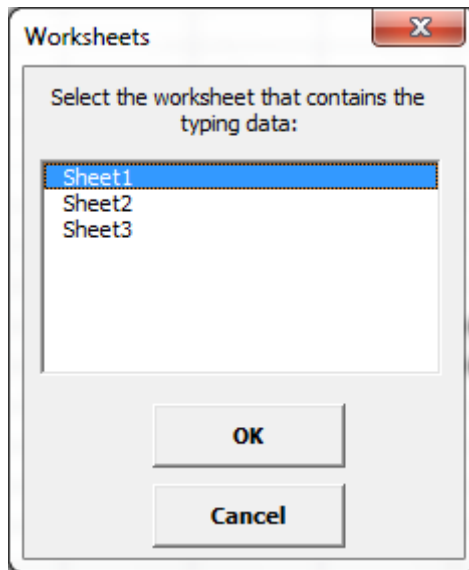 Worksheets
Select the worksheet that contains the
typing data:
Sheet1
Sheet2
Sheet3
OK
Cancel